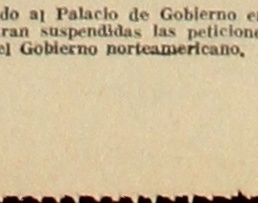 do al Palacio de Gobierno e
ran suspendidas las peticione
el Gobierno norteamericano.